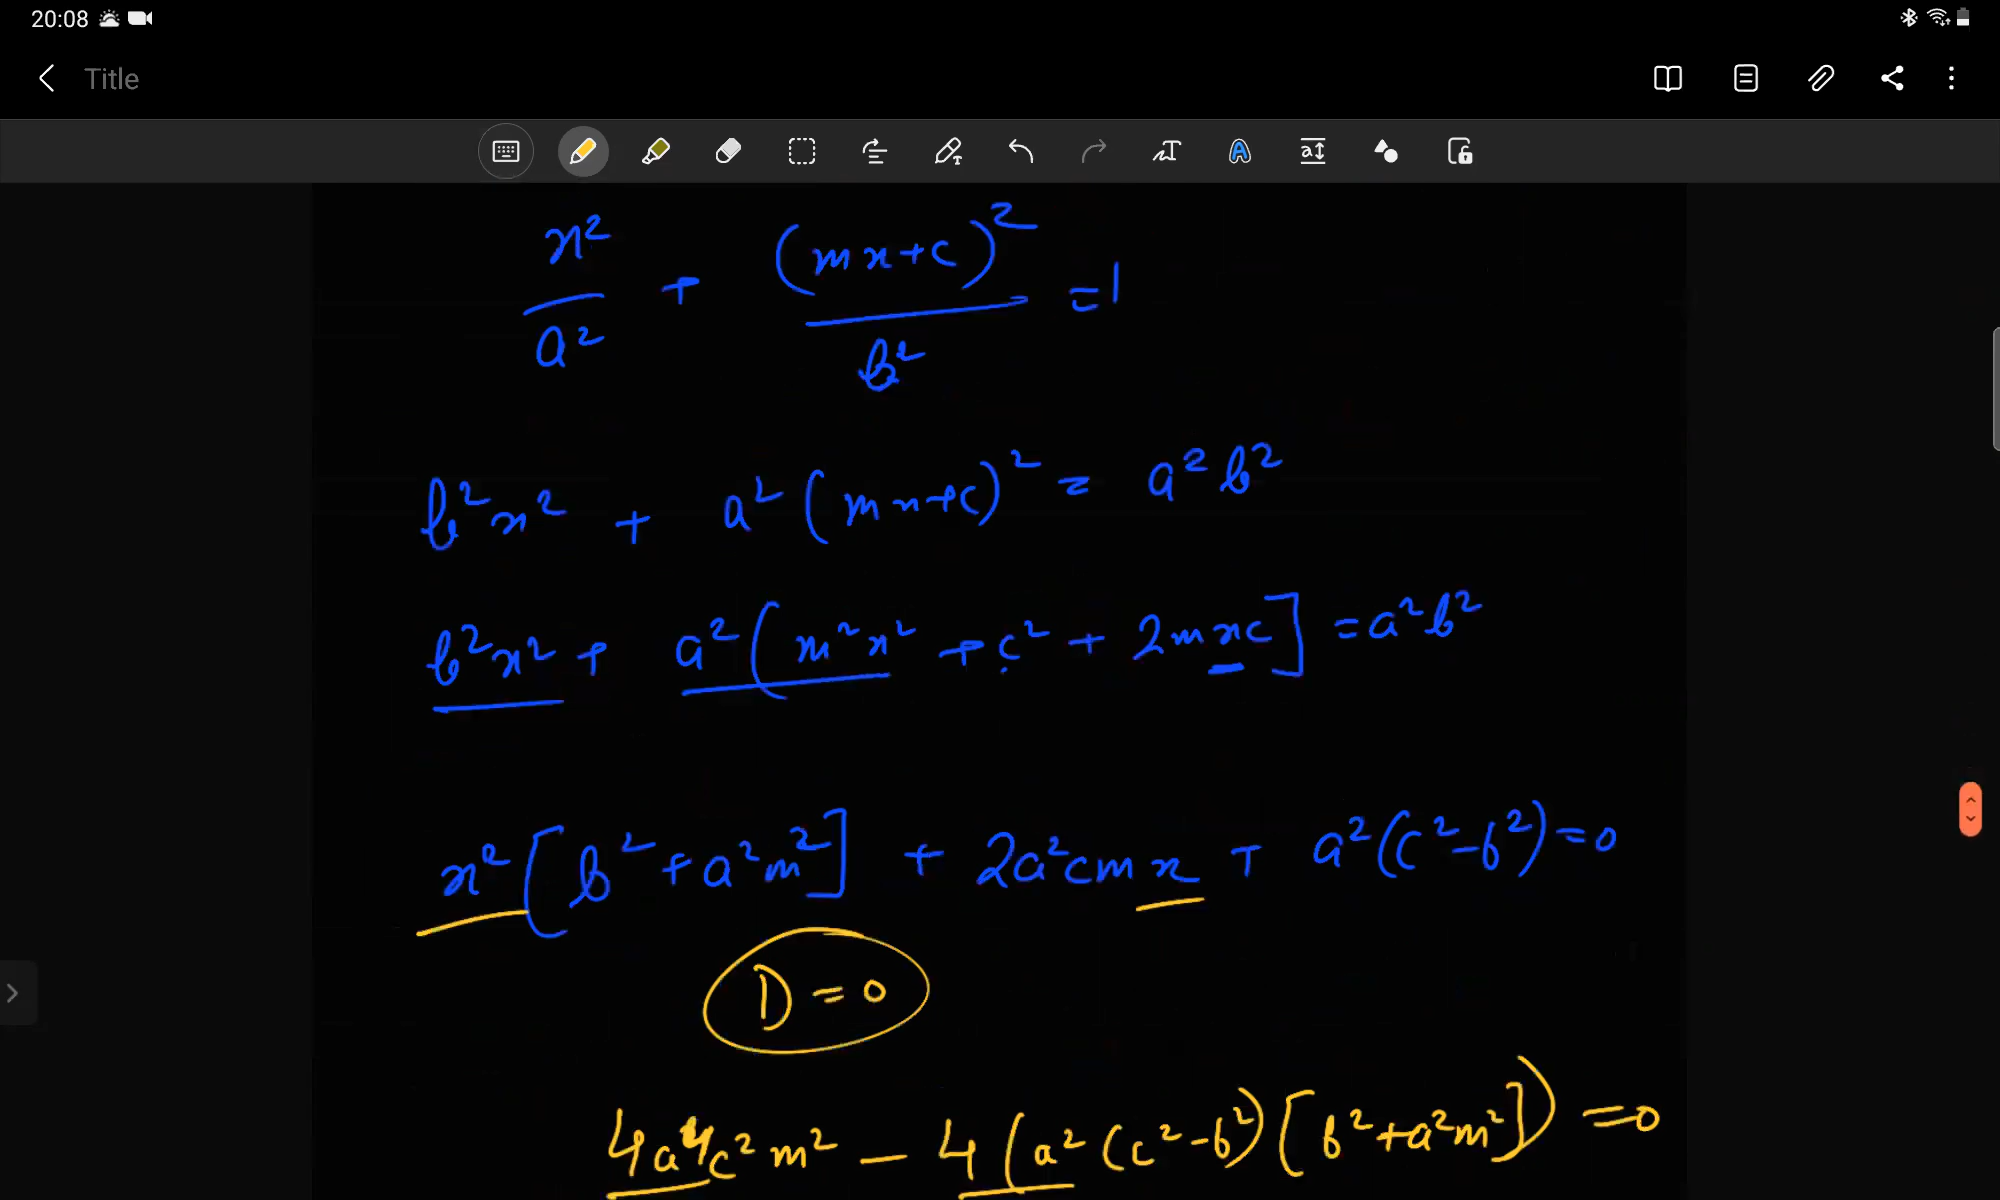 20:08
Title
x²/a² + (mx+c)²/b² =1
b²x² + a²(mx+c)² = a²b²
b²x² + a²(m²x² + c² + 2mxc] = a²b²
x²[b² + a²m²] + 2a²cmx + a²(c²-b²)=0
D=0
4a⁴c²m² - 4(a²(c²-b²)[b²+a²m²]) =0